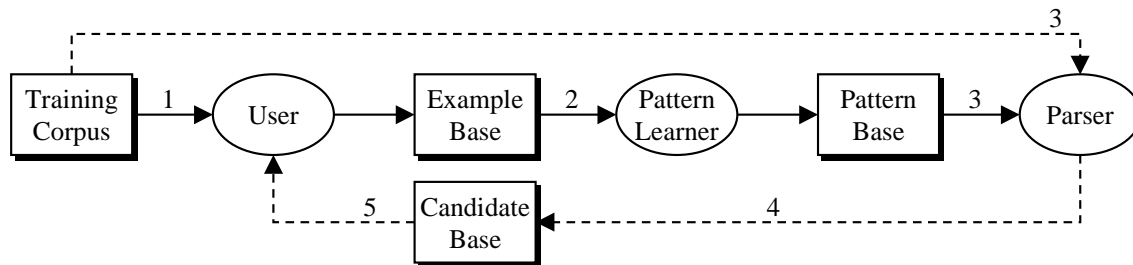 3
Training
Corpus
1
User
Example
Base
2
Pattern
Learner
Pattern
Base
3
Parser
5
Candidate
Base
4